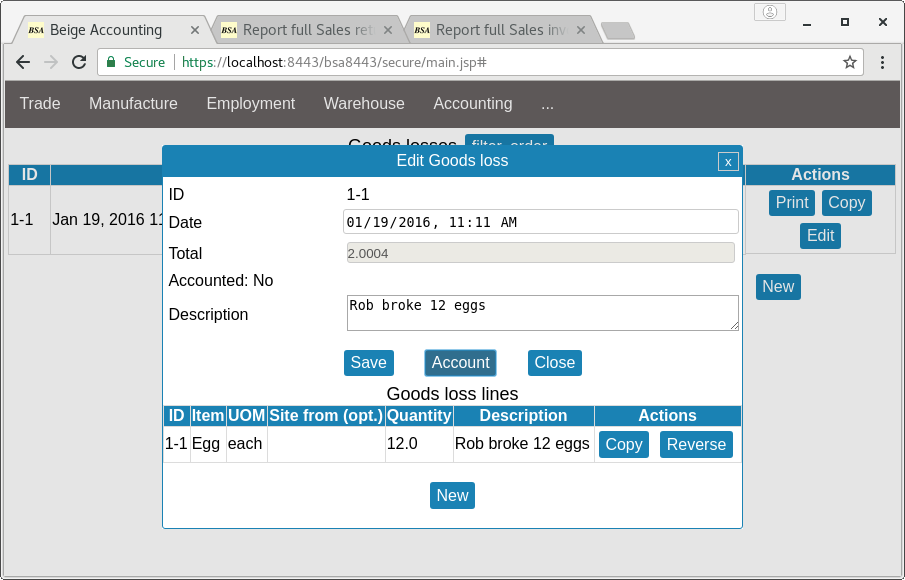 BSA Beige Accounting
BSA Report full Sales ret
BSA Report full Sales inv
Secure https://localhost:8443/bsa8443/secure/main.jsp#
Trade Manufacture Employment Warehouse Accounting ...
Goods losses filter, order
Edit Goods loss x
ID Actions
ID 1-1
1-1 Jan 19, 2016 11
Print Copy
Edit
Date 01/19/2016, 11:11 AM
Total 2.0004
Accounted: No
New
Description Rob broke 12 eggs
Save Account Close
Goods loss lines
ID Item UOM Site from (opt.) Quantity Description Actions
1-1 Egg each 12.0 Rob broke 12 eggs Copy Reverse
New